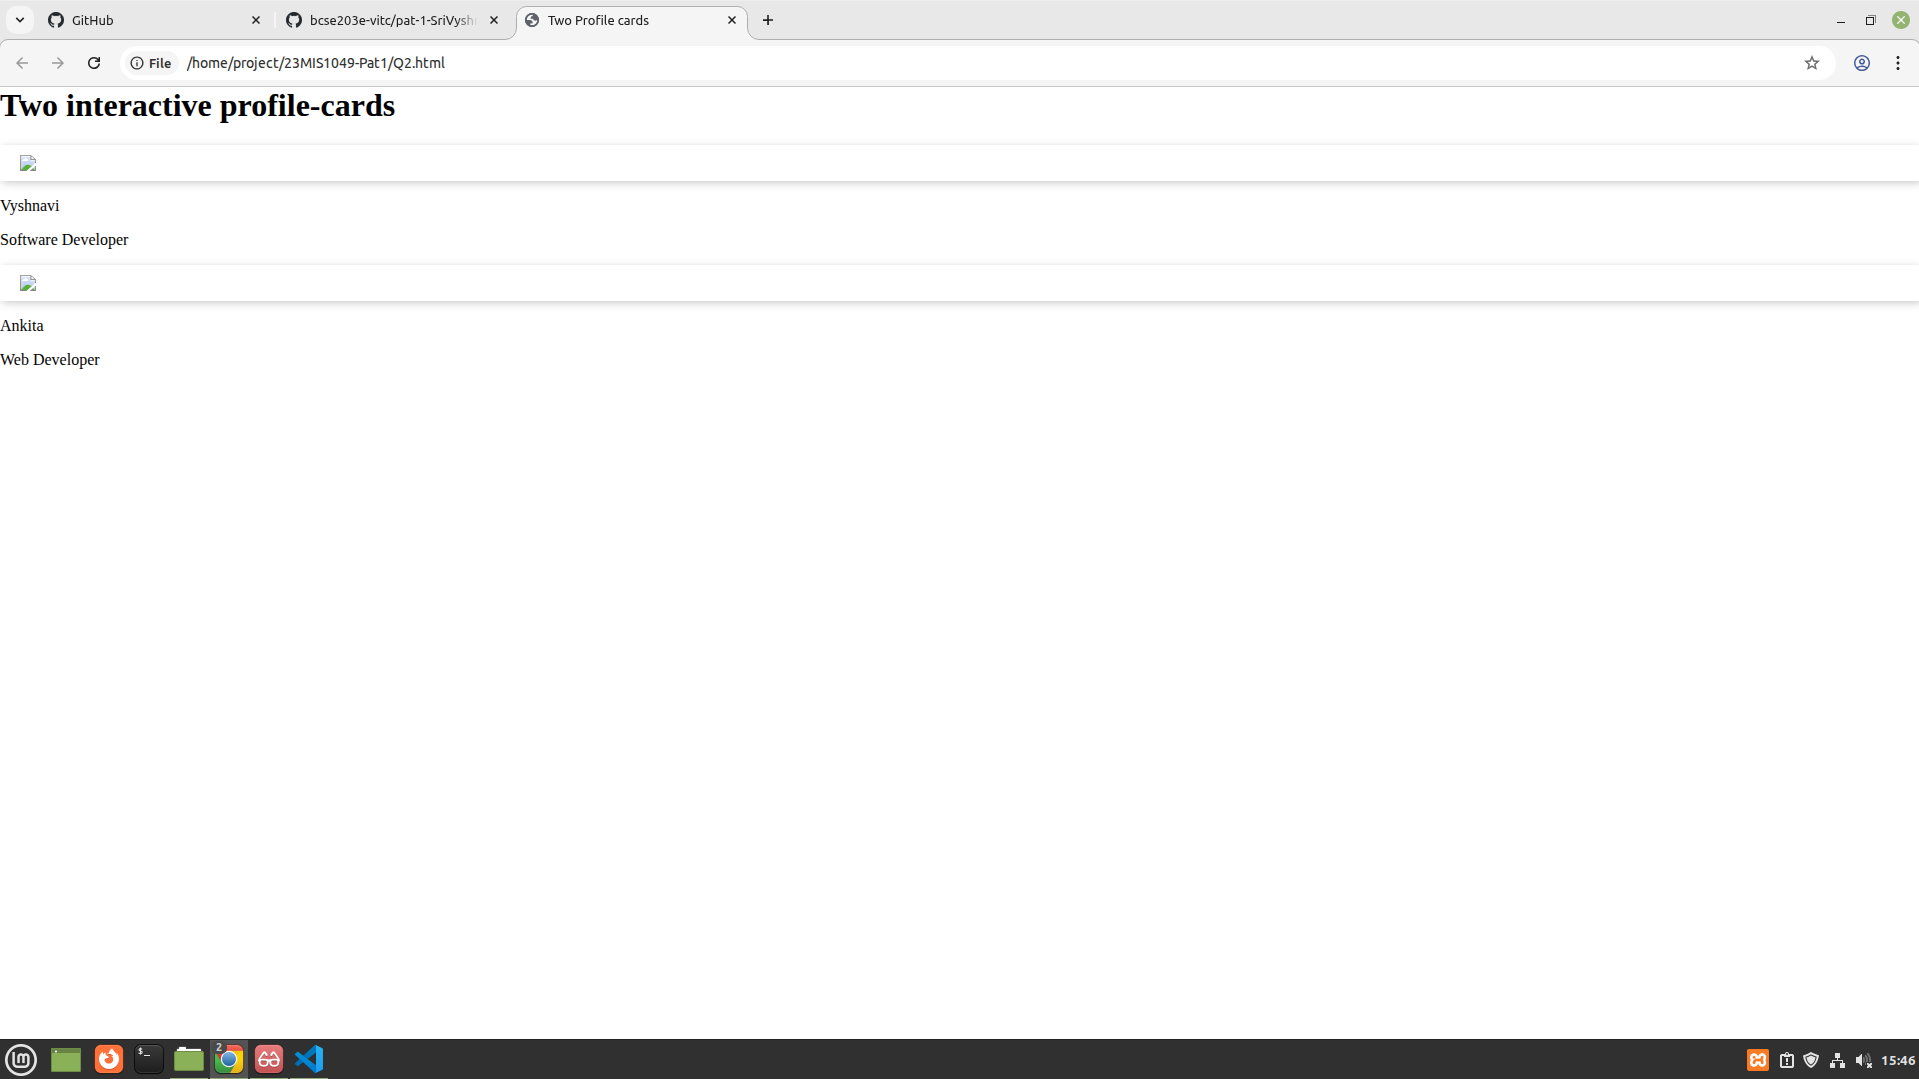 GitHub
bcse203e-vitc/pat-1-SriVysh
Two Profile cards
File
/home/project/23MIS1049-Pat1/Q2.html
Two interactive profile-cards
Vyshnavi
Software Developer
Ankita
Web Developer
$_
2
15:46